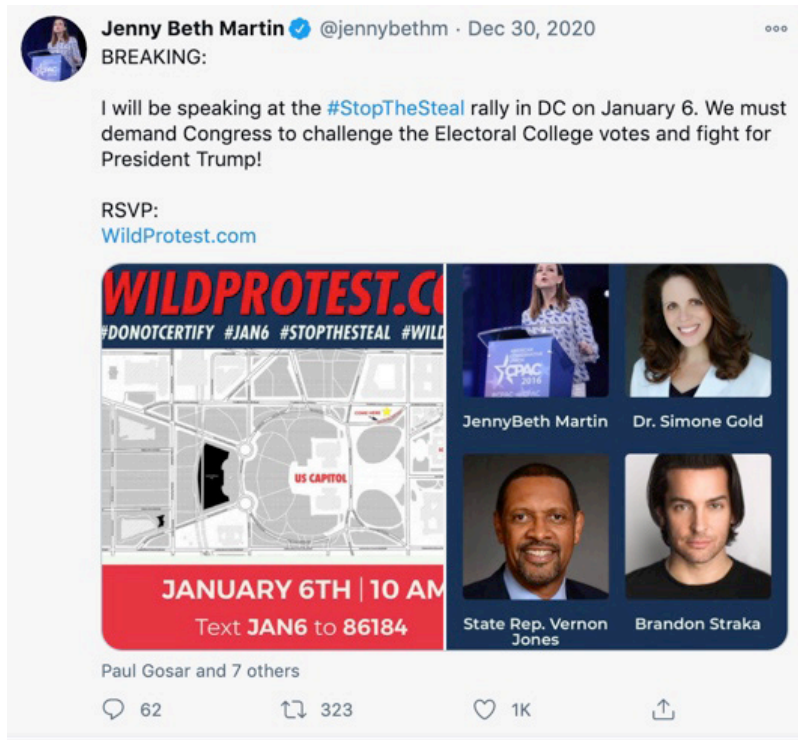 Jenny Beth Martin @jennybethm · Dec 30, 2020
BREAKING:
I will be speaking at the #StopTheSteal rally in DC on January 6. We must
demand Congress to challenge the Electoral College votes and fight for
President Trump!
RSVP:
WildProtest.com
WILDPROTEST.C
#DONOTCERTIFY #JAN6 #STOPTHESTEAL #WILD
US CAPITOL
JANUARY 6TH | 10 AM
Text JAN6 to 86184
CPAC
2016
JennyBeth Martin
Dr. Simone Gold
State Rep. Vernon
Jones
Brandon Straka
Paul Gosar and 7 others
62
323
1K